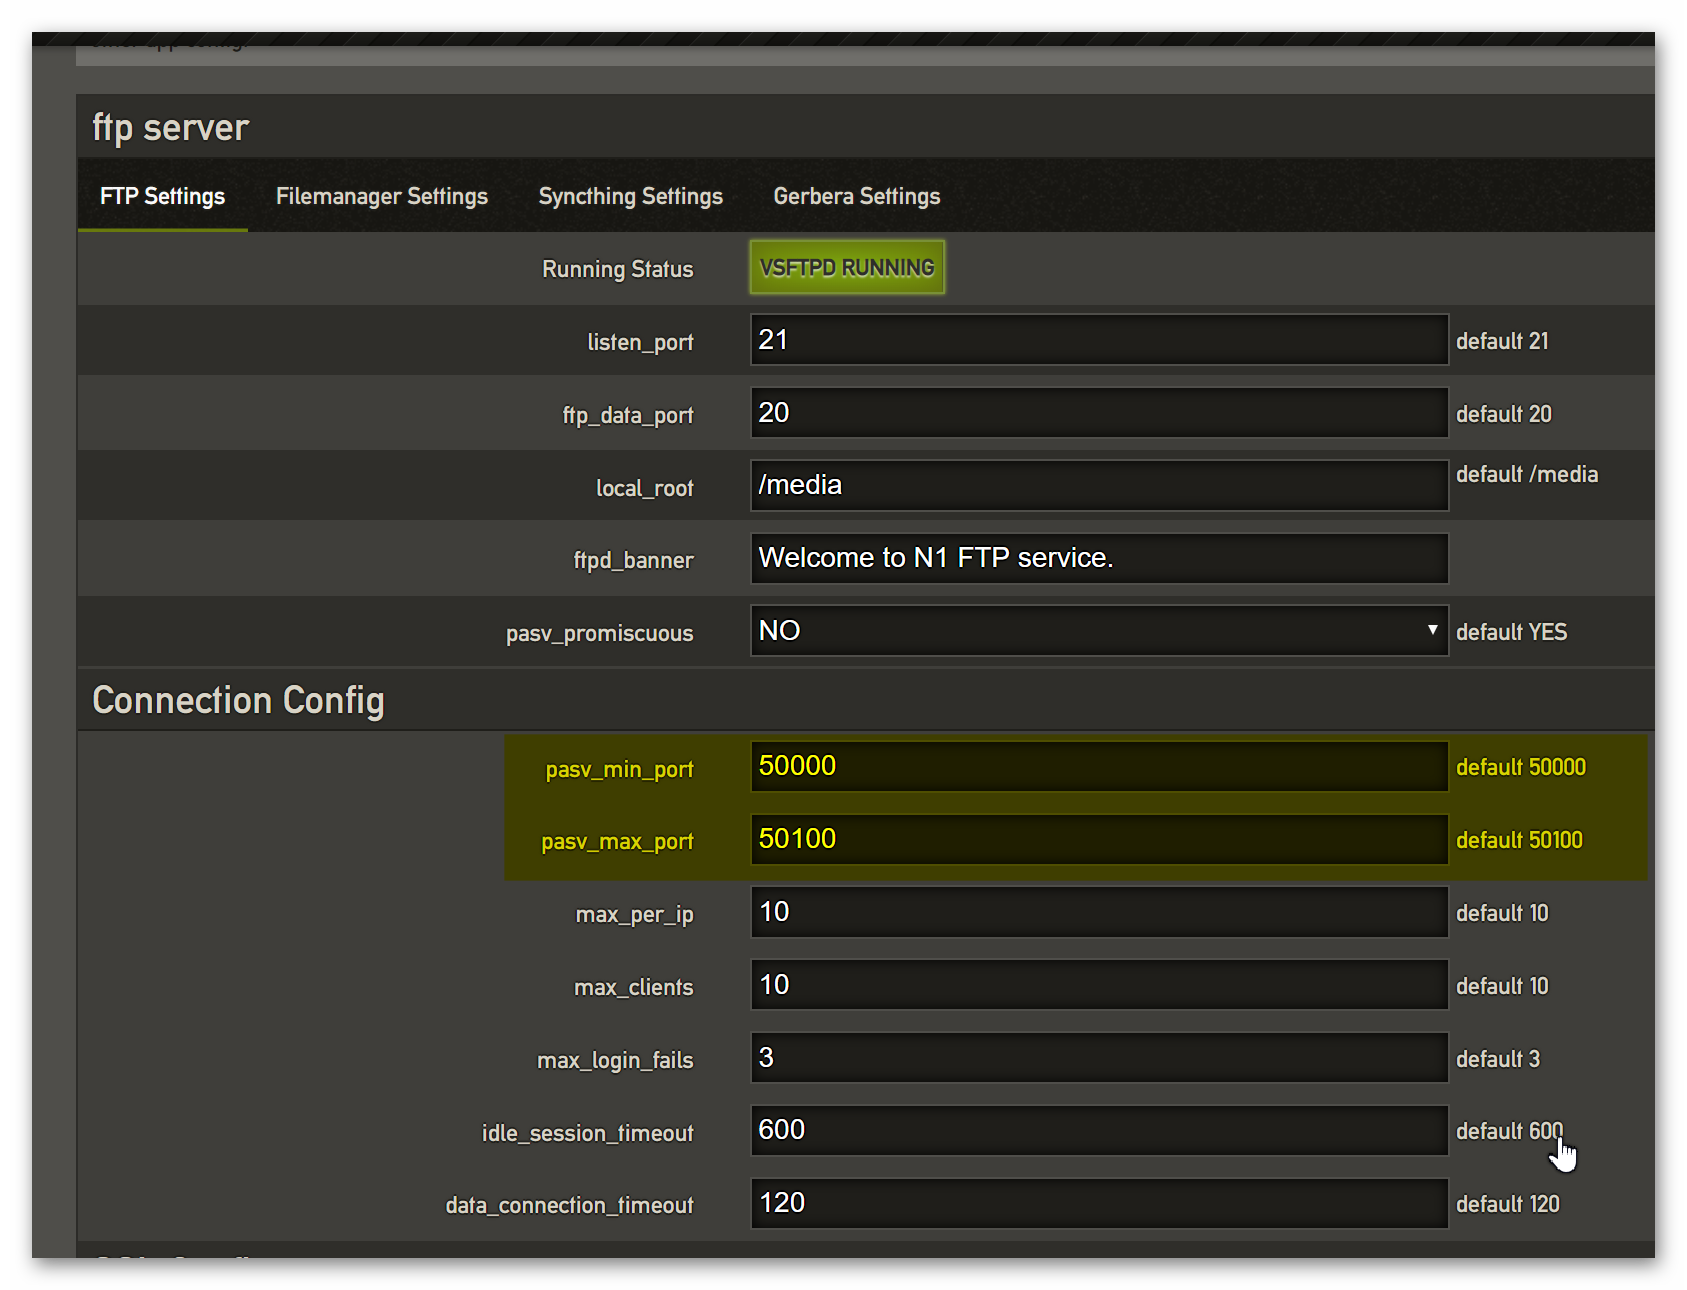 ftp server
FTP Settings Filemanager Settings Syncthing Settings Gerbera Settings
Running Status VSFTPD RUNNING
listen_port 21 default 21
ftp_data_port 20 default 20
local_root /media default /media
ftpd_banner Welcome to N1 FTP service.
pasv_promiscuous NO default YES
Connection Config
pasv_min_port 50000 default 50000
pasv_max_port 50100 default 50100
max_per_ip 10 default 10
max_clients 10 default 10
max_login_fails 3 default 3
idle_session_timeout 600 default 600
data_connection_timeout 120 default 120